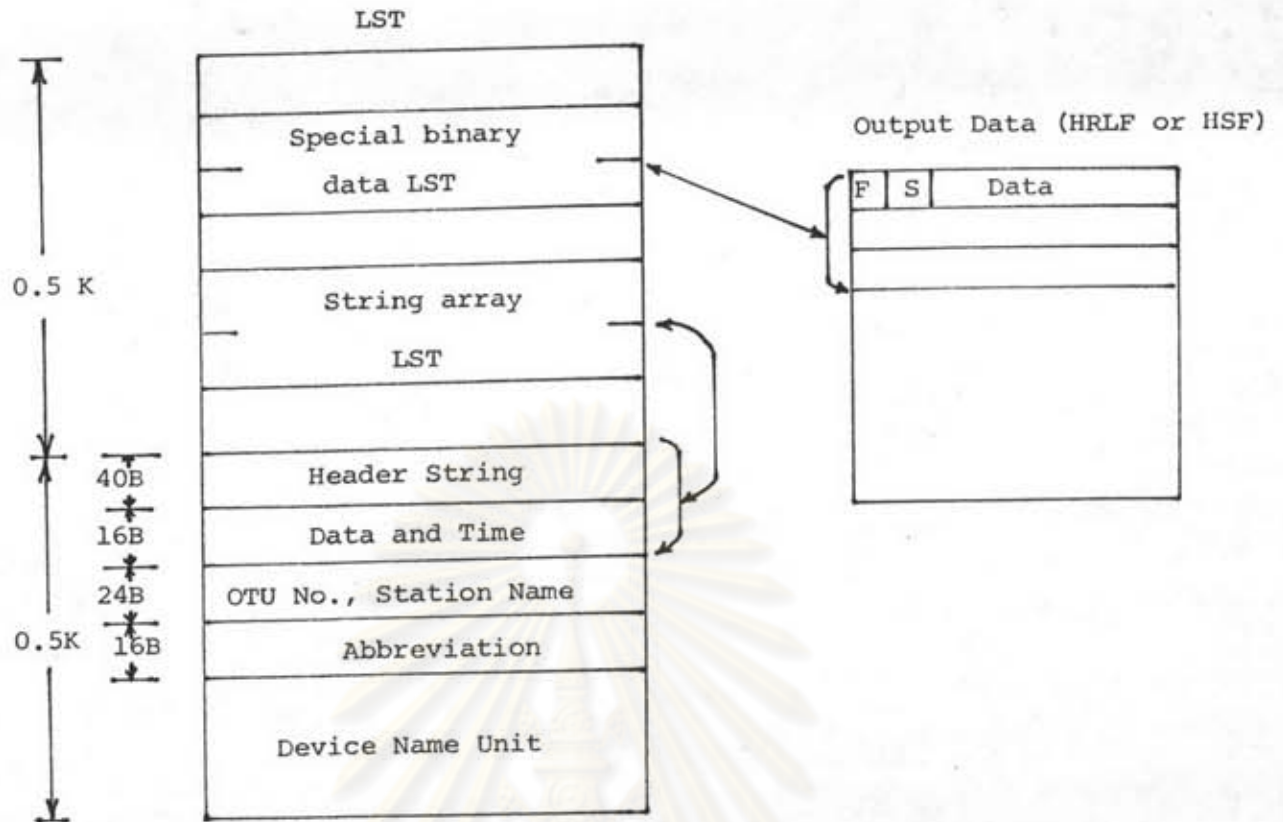 LST
Output Data (HRLF or HSF)
F S Data
Special binary
data LST
0.5 K
String array
LST
40B
Header String
16B
Data and Time
24B
OTU No., Station Name
0.5K
16B
Abbreviation
Device Name Unit